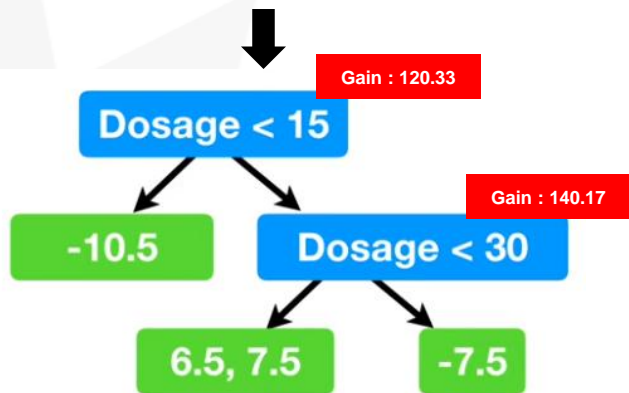 Gain : 120.33
Dosage < 15
Gain : 140.17
-10.5
Dosage < 30
6.5, 7.5
-7.5